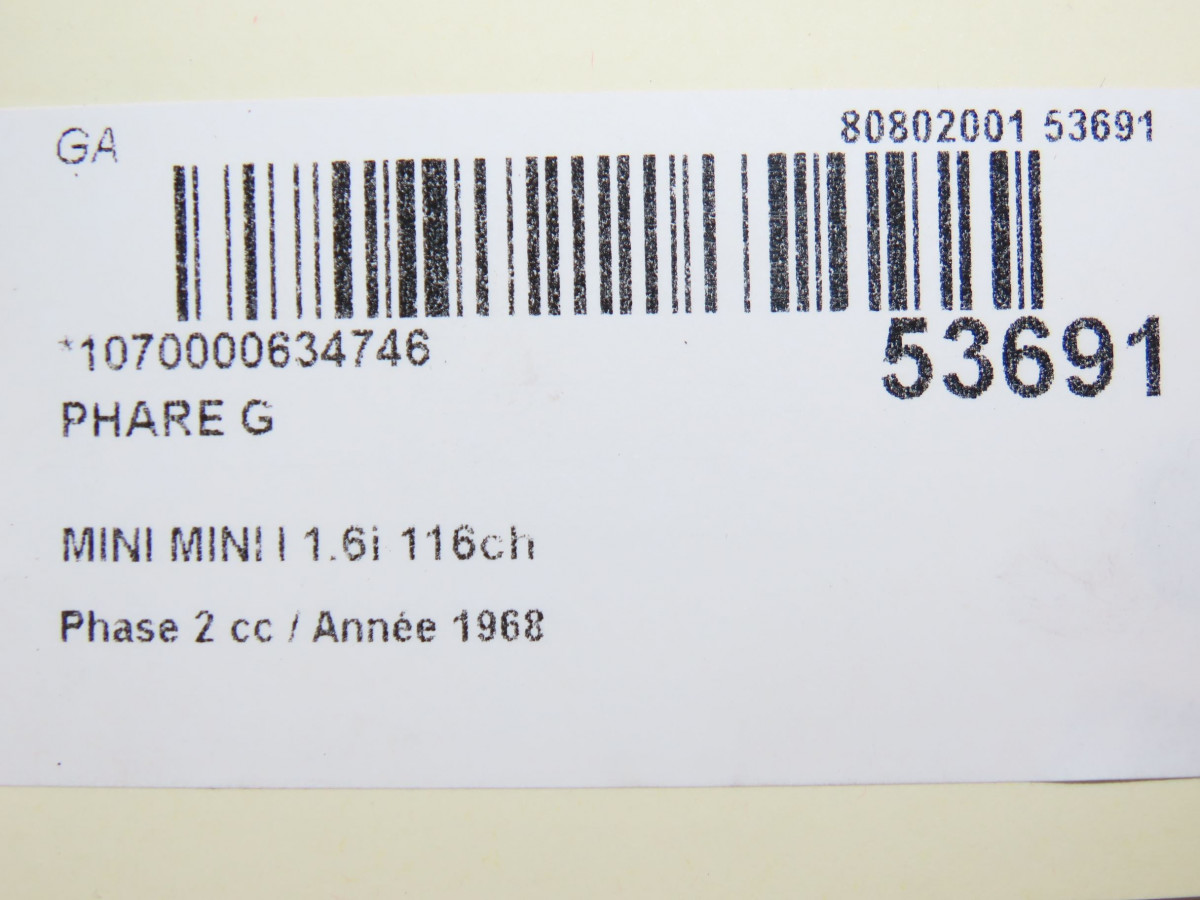 GA
80802001 53691
*1070000634746
53691
PHARE G
MINI MINI I 1.6i 116ch
Phase 2 cc / Année 1968